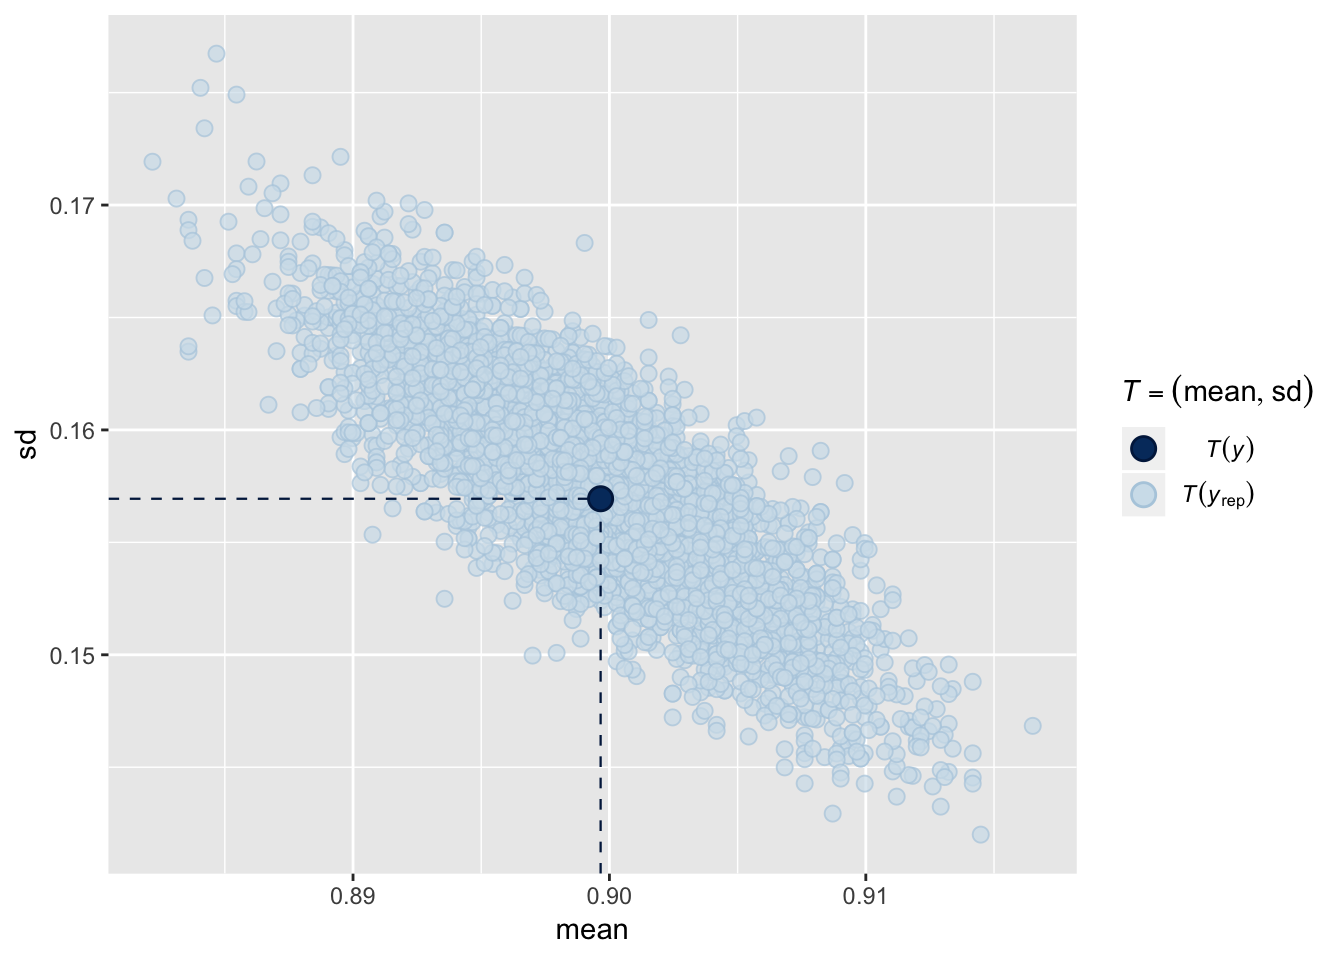 0.17
0.16
0.15
sd
0.89 0.90 0.91
mean
T = (mean, sd)
T(y)
T(yrep)